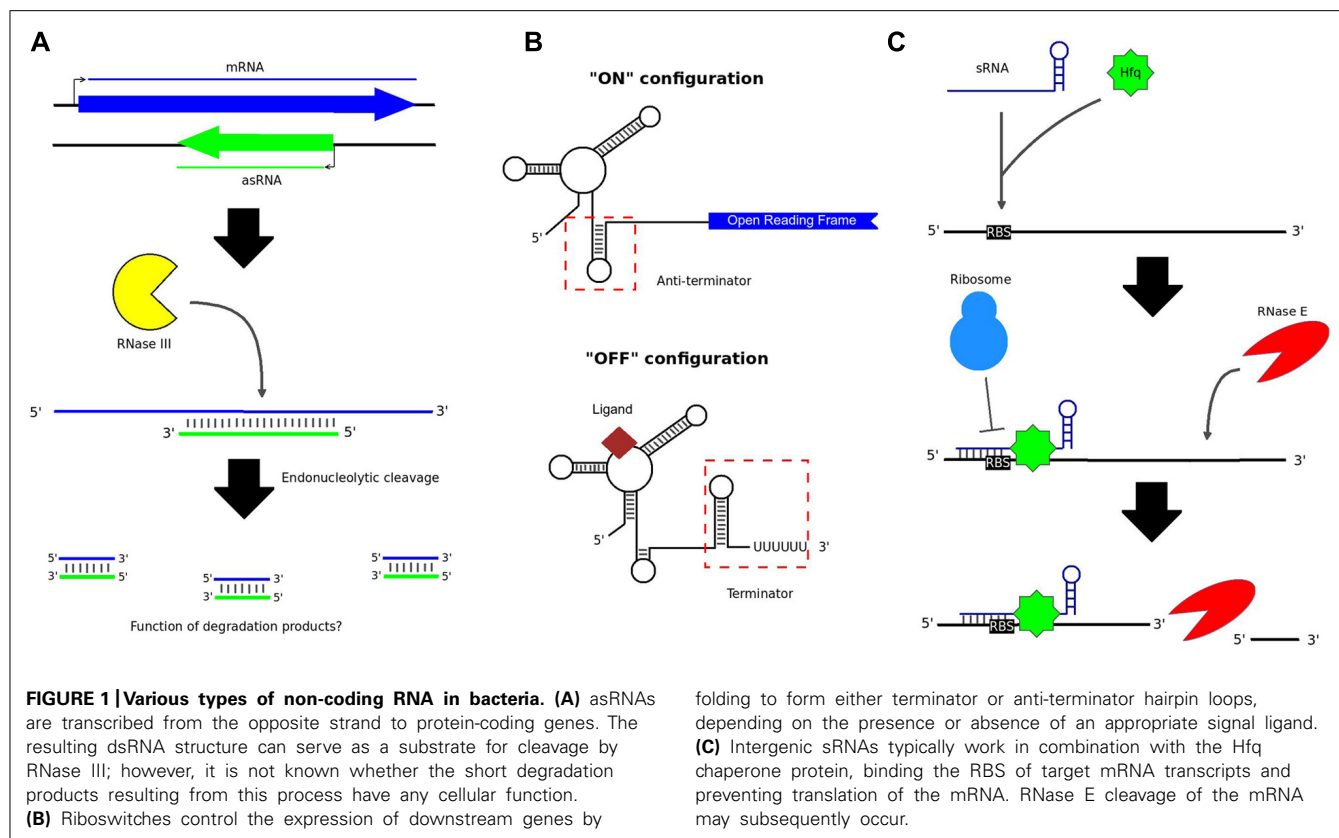 A
mRNA
asRNA
RNase III
5' 3'
3' 5'
Endonucleolytic cleavage
5' 3'
3' 5'
5' 3'
3' 5'
5' 3'
3' 5'
Function of degradation products?
B
"ON" configuration
5'
Open Reading Frame
Anti-terminator
"OFF" configuration
Ligand
5'
UUUUUU 3'
Terminator
C
sRNA
Hfq
5' RBS 3'
Ribosome
RNase E
5' RBS 3'
5' RBS 3'
5' 3'
FIGURE 1 | Various types of non-coding RNA in bacteria. (A) asRNAs
are transcribed from the opposite strand to protein-coding genes. The
resulting dsRNA structure can serve as a substrate for cleavage by
RNase III; however, it is not known whether the short degradation
products resulting from this process have any cellular function.
(B) Riboswitches control the expression of downstream genes by
folding to form either terminator or anti-terminator hairpin loops,
depending on the presence or absence of an appropriate signal ligand.
(C) Intergenic sRNAs typically work in combination with the Hfq
chaperone protein, binding the RBS of target mRNA transcripts and
preventing translation of the mRNA. RNase E cleavage of the mRNA
may subsequently occur.